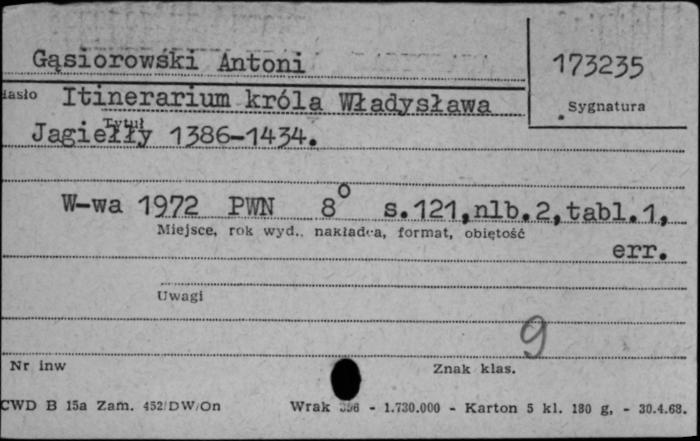 Gąsiorowski Antoni
173235
Hasło Itinerarium króla Władysława
Sygnatura
Tytuł
Jagiełły 1386-1434.
W-wa 1972 PWN 8° s.121,nlb.2,tabl.1,
Miejsce, rok wyd., nakładca, format, objętość
err.
Uwagi
9
Nr inw
Znak klas.
CWD B 15a Zam. 452/DW/On Wrak - 1.730.000 - Karton 5 kl. 180 g, - 30.4.68.